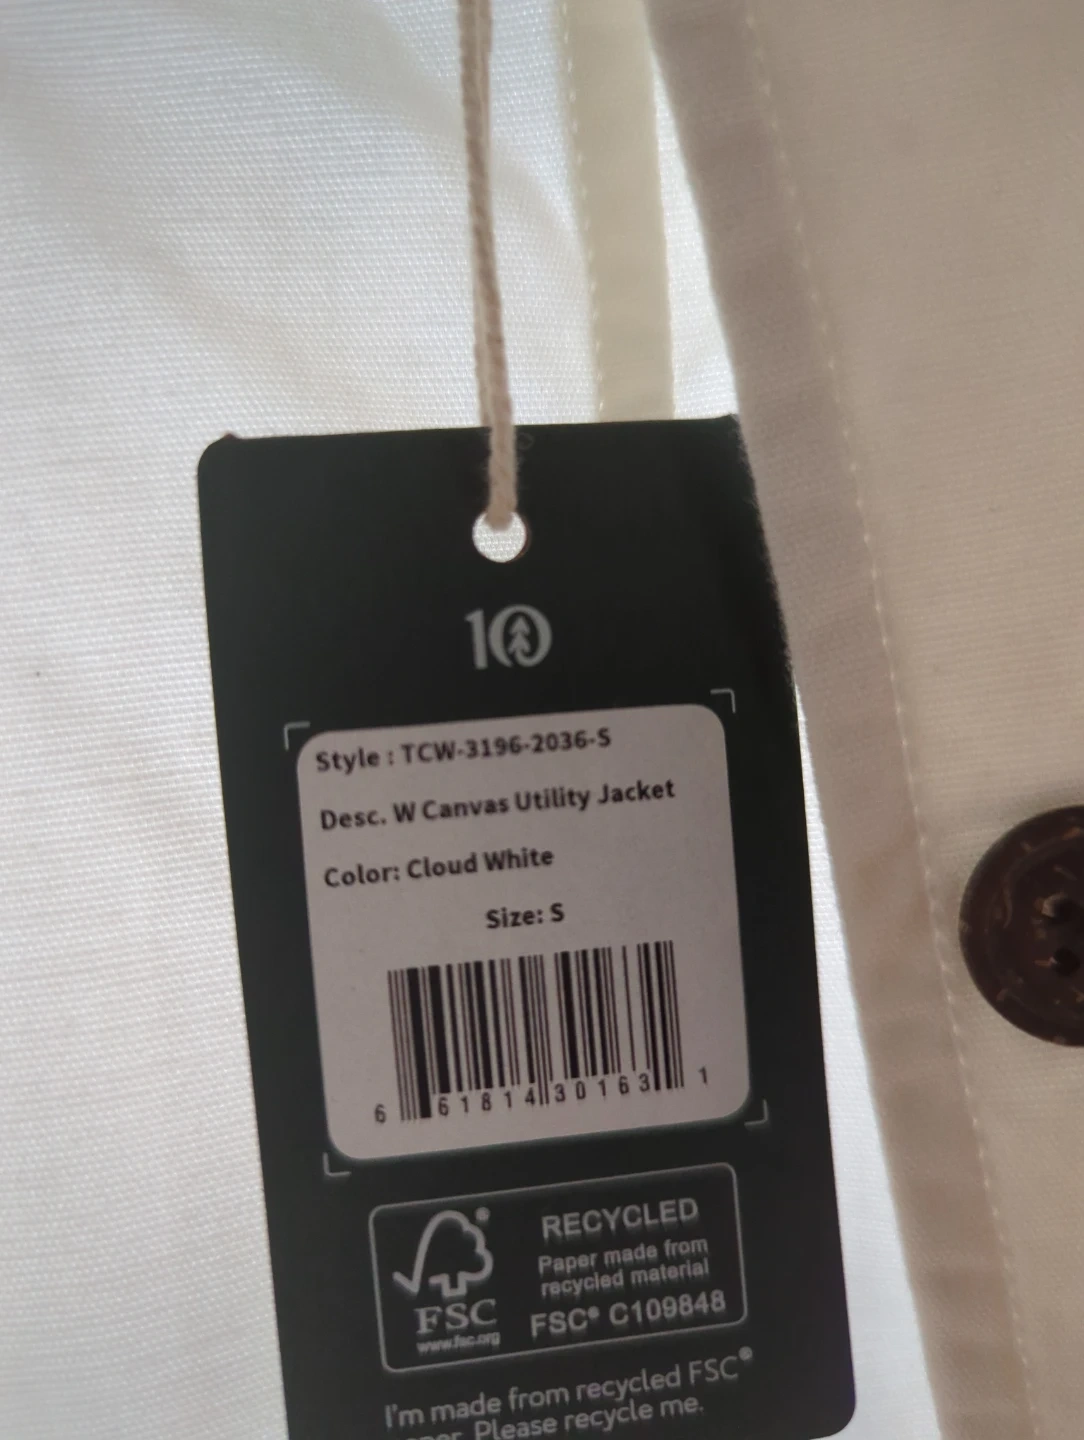 10
Style : TCW-3196-2036-S
Desc. W Canvas Utility Jacket
Color: Cloud White
Size: S
6 61814 30163 1
FSC®
www.fsc.org
RECYCLED
Paper made from
recycled material
FSC® C109848
I'm made from recycled FSC®
Please recycle me.